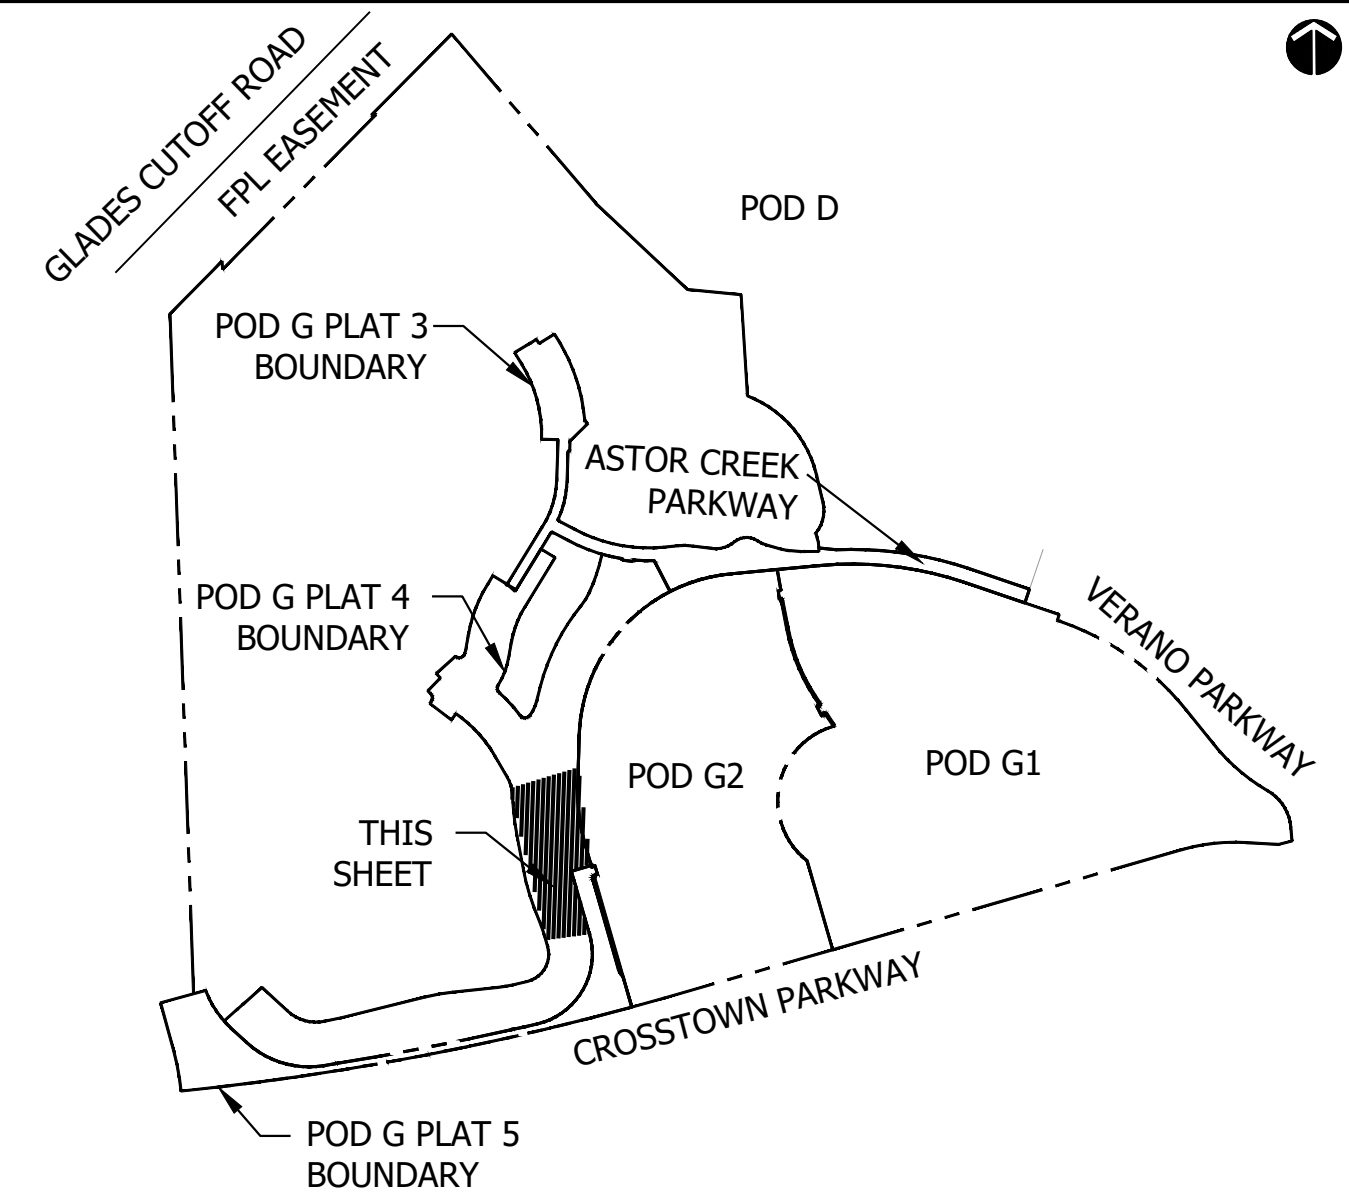 GLADES CUTOFF ROAD
FPL EASEMENT
POD D
POD G PLAT 3
BOUNDARY
ASTOR CREEK
PARKWAY
POD G PLAT 4
BOUNDARY
VERANO PARKWAY
POD G2
POD G1
THIS
SHEET
CROSSTOWN PARKWAY
POD G PLAT 5
BOUNDARY